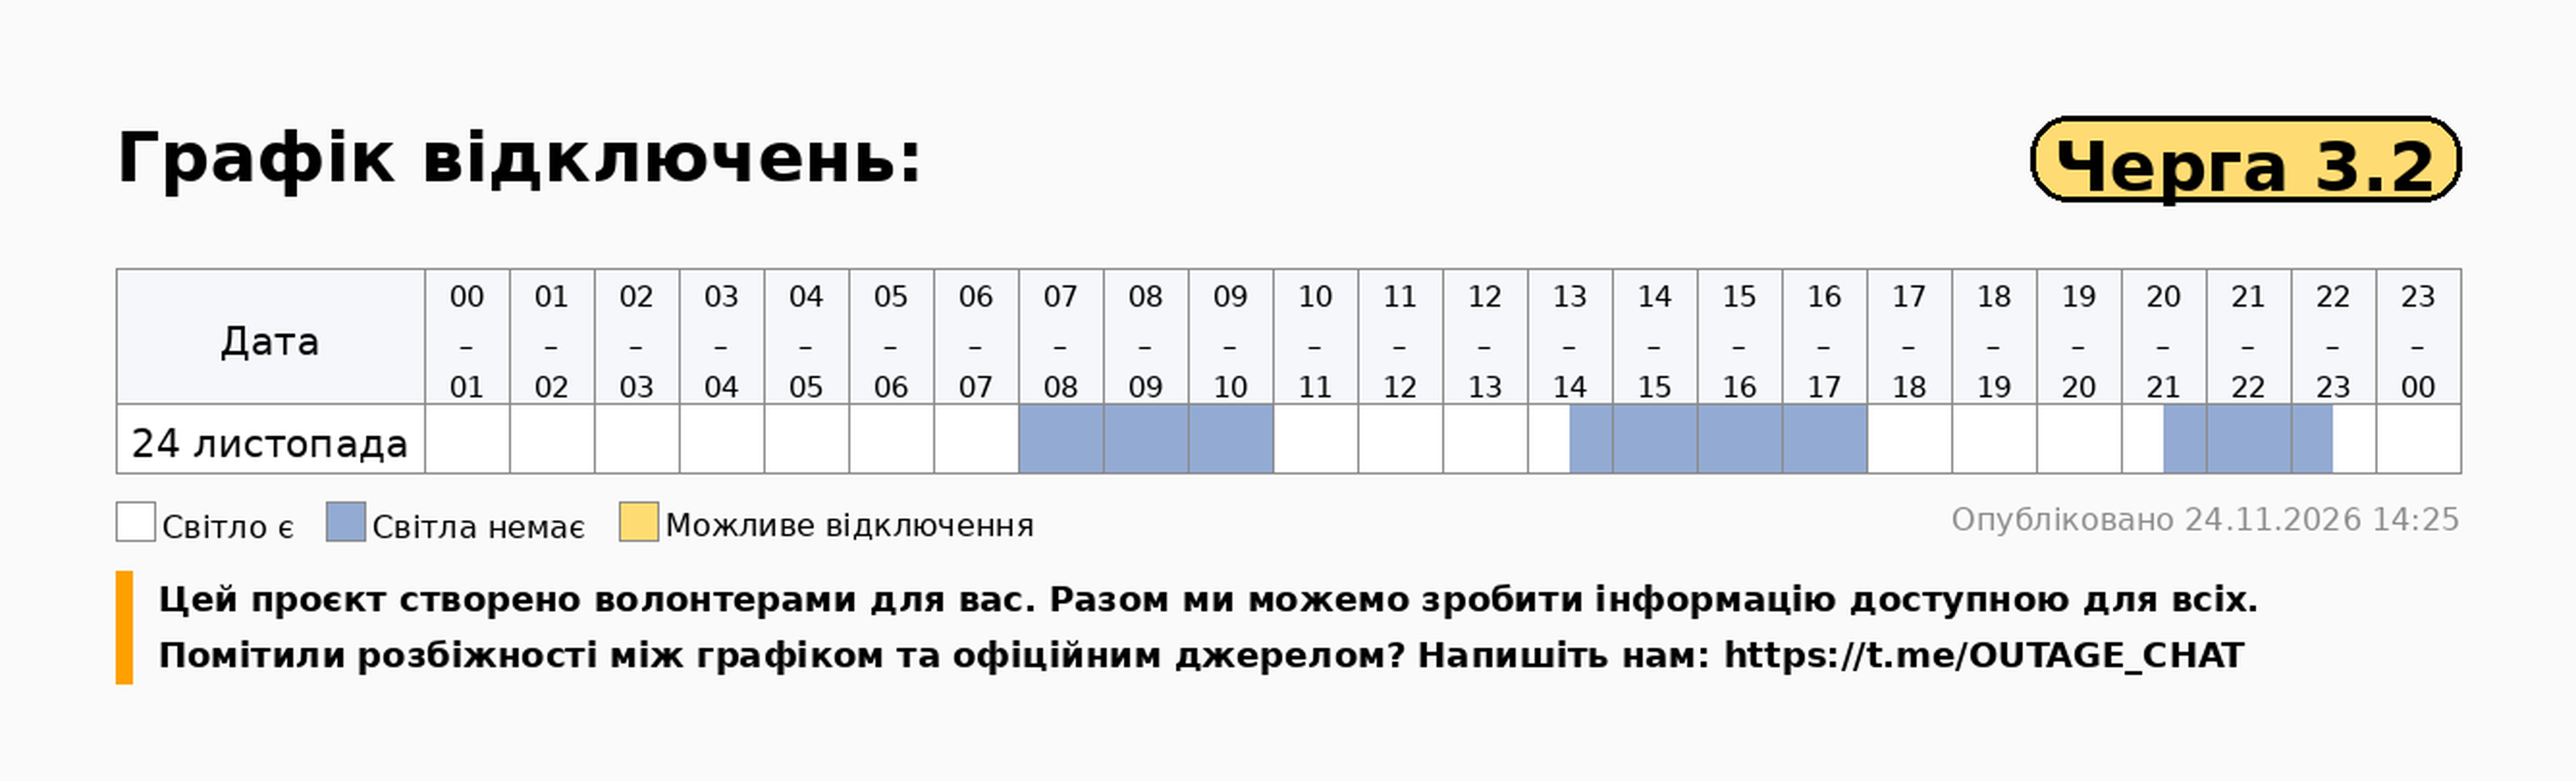 Графік відключень:
Черга 3.2
Дата 00 – 01 01 – 02 02 – 03 03 – 04 04 – 05 05 – 06 06 – 07 07 – 08 08 – 09 09 – 10 10 – 11 11 – 12 12 – 13 13 – 14 14 – 15 15 – 16 16 – 17 17 – 18 18 – 19 19 – 20 20 – 21 21 – 22 22 – 23 23 – 00
24 листопада
Світло є Світла немає Можливе відключення
Опубліковано 24.11.2026 14:25
Цей проєкт створено волонтерами для вас. Разом ми можемо зробити інформацію доступною для всіх.
Помітили розбіжності між графіком та офіційним джерелом? Напишіть нам: https://t.me/OUTAGE_CHAT